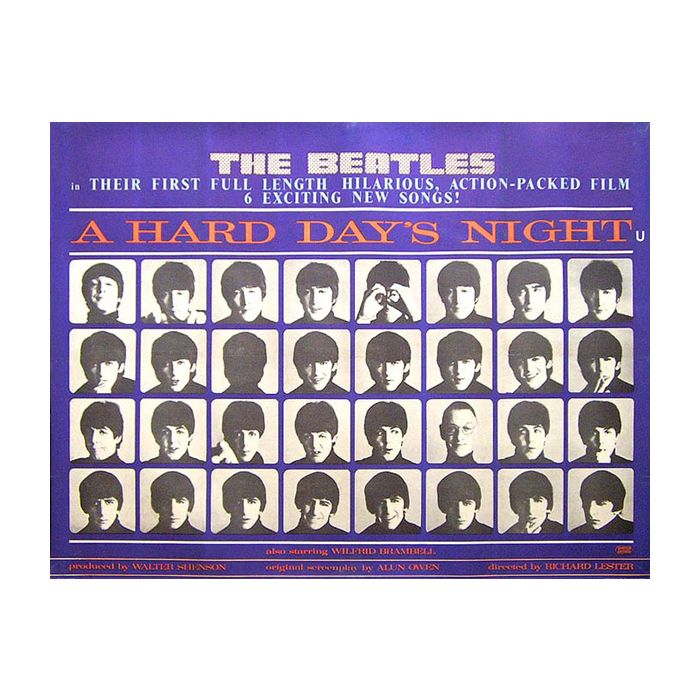 THE BEATLES
in THEIR FIRST FULL LENGTH HILARIOUS, ACTION-PACKED FILM
6 EXCITING NEW SONGS!
A HARD DAY'S NIGHT U
also starring WILFRID BRAMBELL
produced by WALTER SHENSON original screenplay by ALUN OWEN directed by RICHARD LESTER